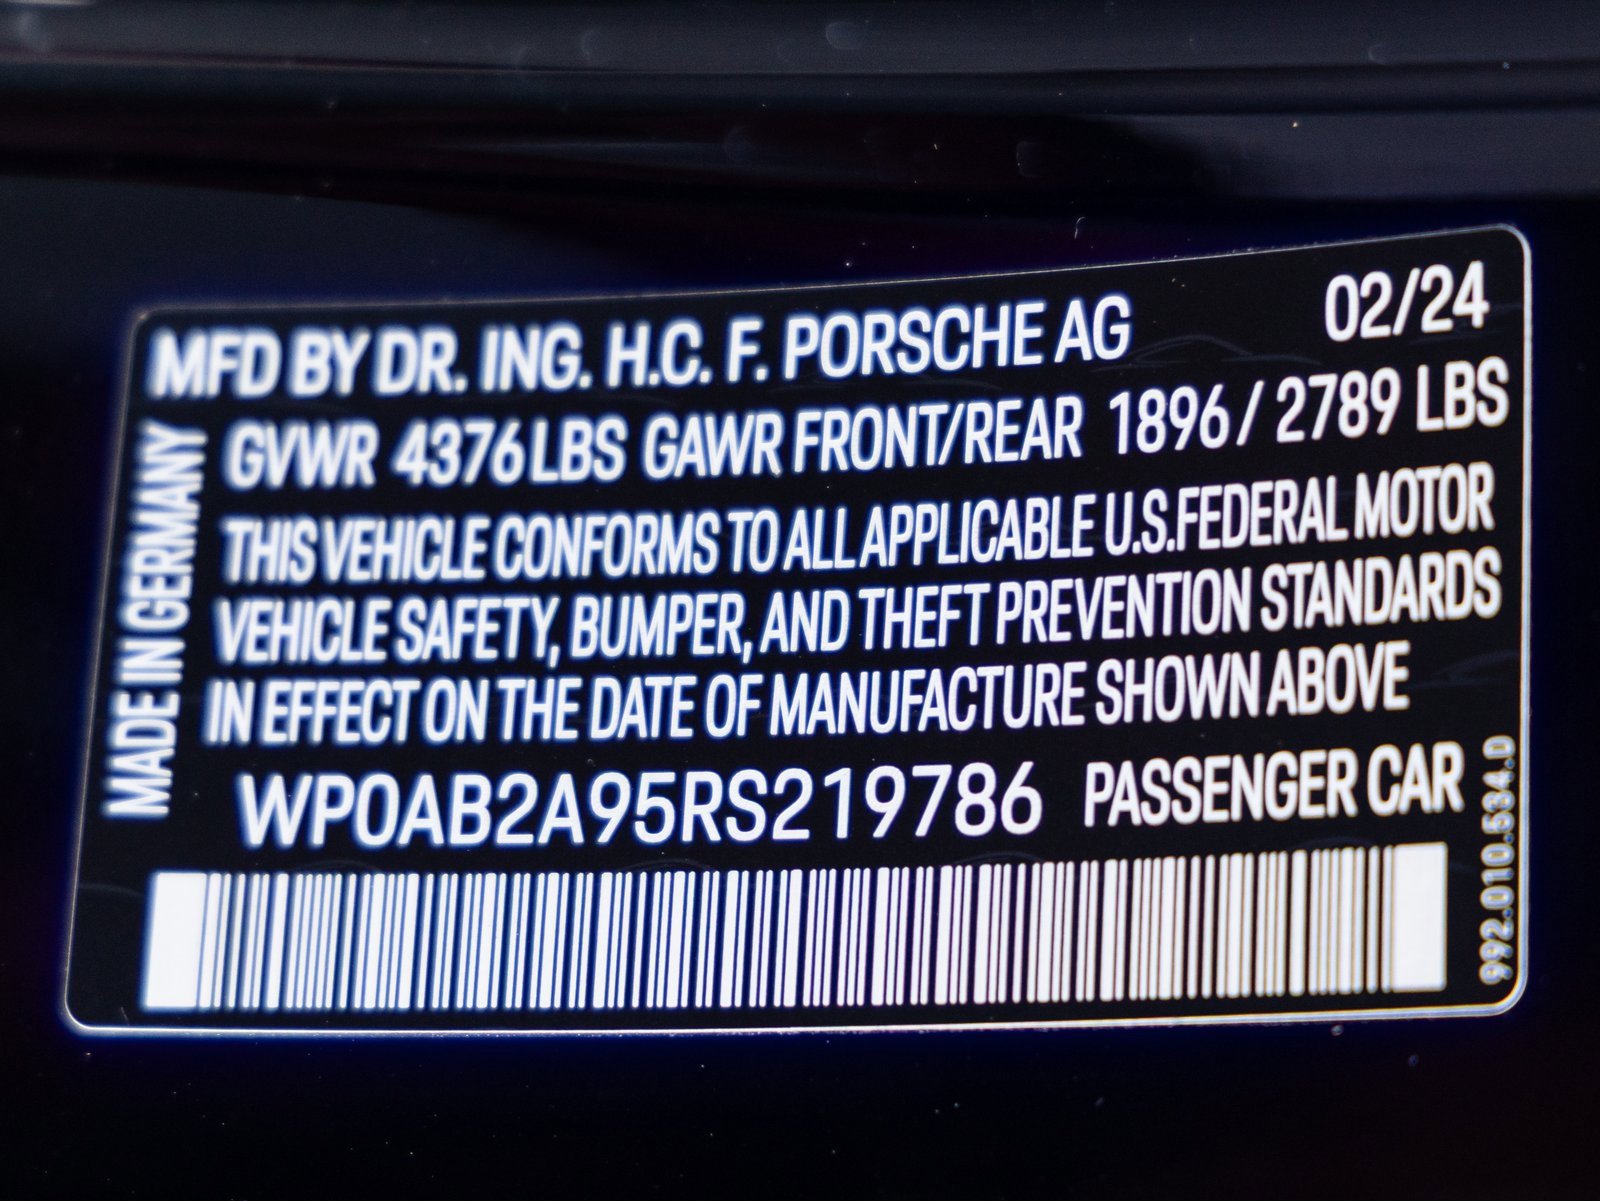 MFD BY DR. ING. H.C. F. PORSCHE AG 02/24
GVWR 4376 LBS GAWR FRONT/REAR 1896 / 2789 LBS
THIS VEHICLE CONFORMS TO ALL APPLICABLE U.S.FEDERAL MOTOR
VEHICLE SAFETY, BUMPER, AND THEFT PREVENTION STANDARDS
IN EFFECT ON THE DATE OF MANUFACTURE SHOWN ABOVE
WP0AB2A95RS219786 PASSENGER CAR
MADE IN GERMANY
992.010.534.D